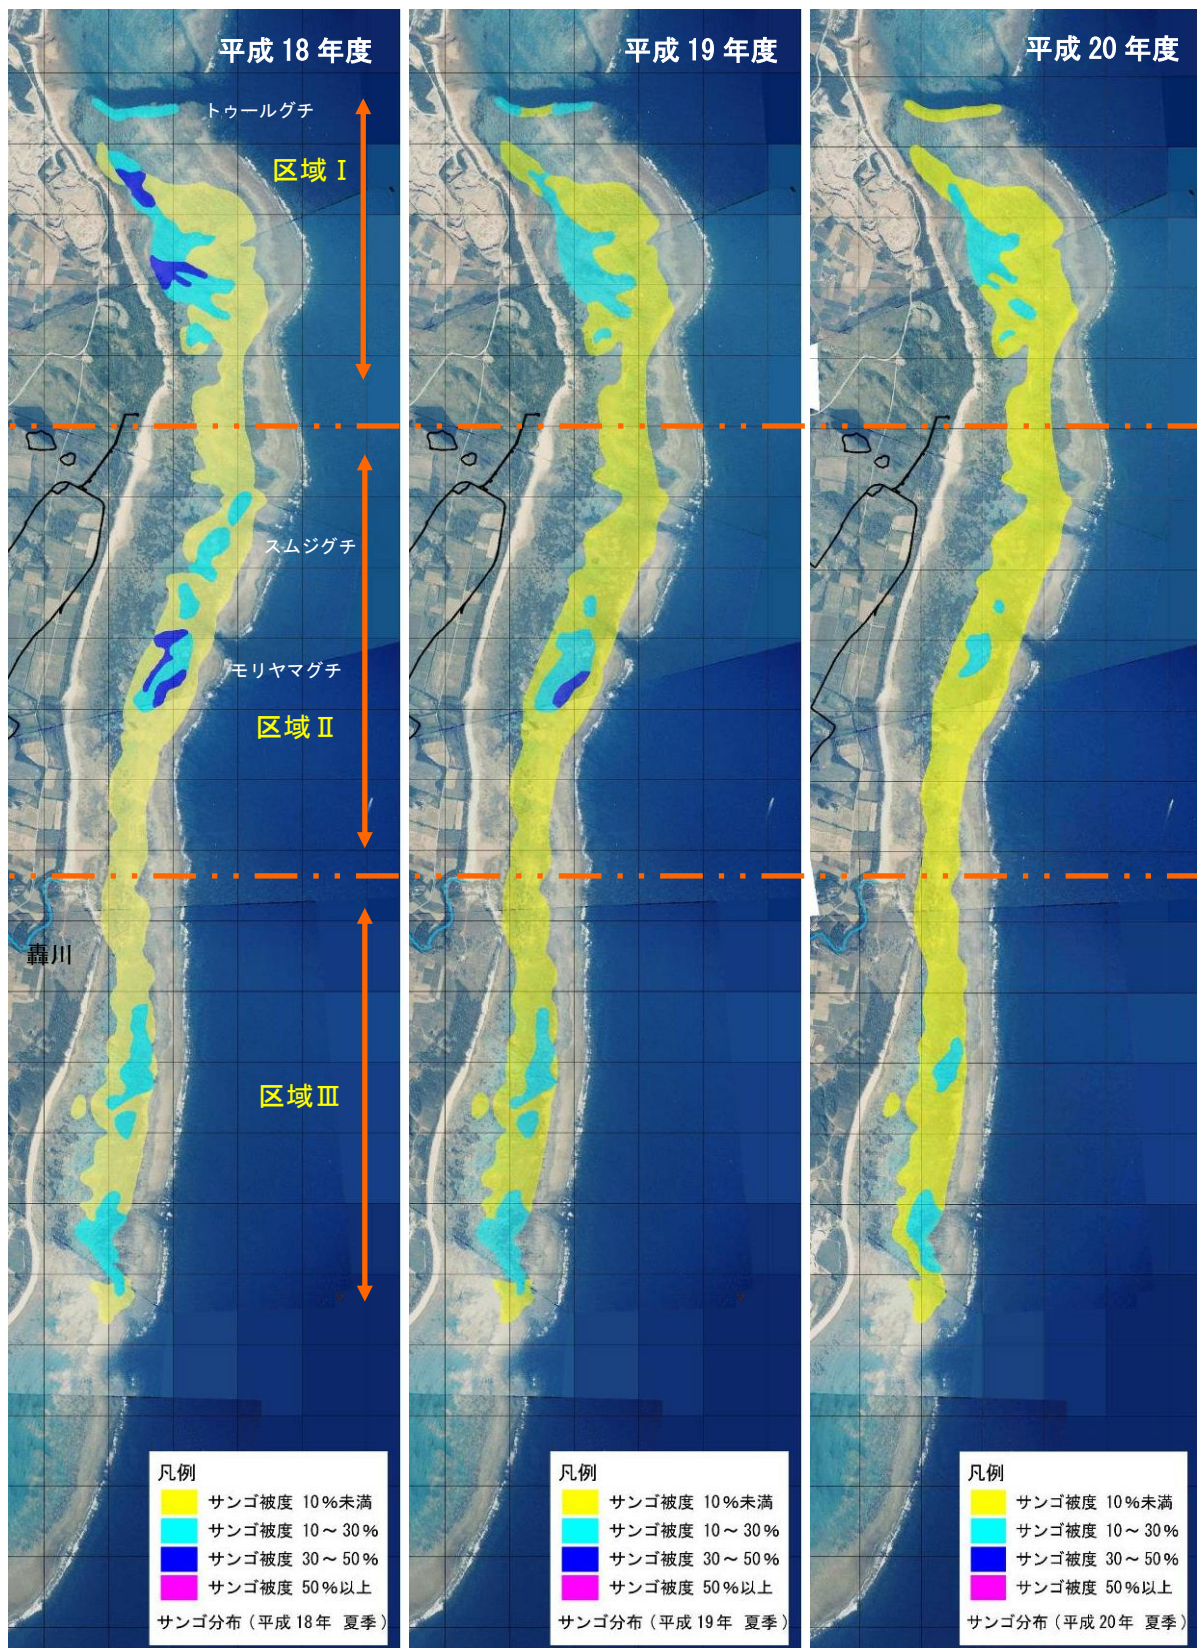 平成 18 年度
トゥールグチ
区域 Ⅰ
スムジグチ
モリヤマグチ
区域 Ⅱ
轟川
区域 Ⅲ
凡例
サンゴ被度 10%未満
サンゴ被度 10～30%
サンゴ被度 30～50%
サンゴ被度 50%以上
サンゴ分布(平成 18年 夏季)
平成 19 年度
凡例
サンゴ被度 10%未満
サンゴ被度 10～30%
サンゴ被度 30～50%
サンゴ被度 50%以上
サンゴ分布(平成 19年 夏季)
平成 20 年度
凡例
サンゴ被度 10%未満
サンゴ被度 10～30%
サンゴ被度 30～50%
サンゴ被度 50%以上
サンゴ分布(平成 20年 夏季)